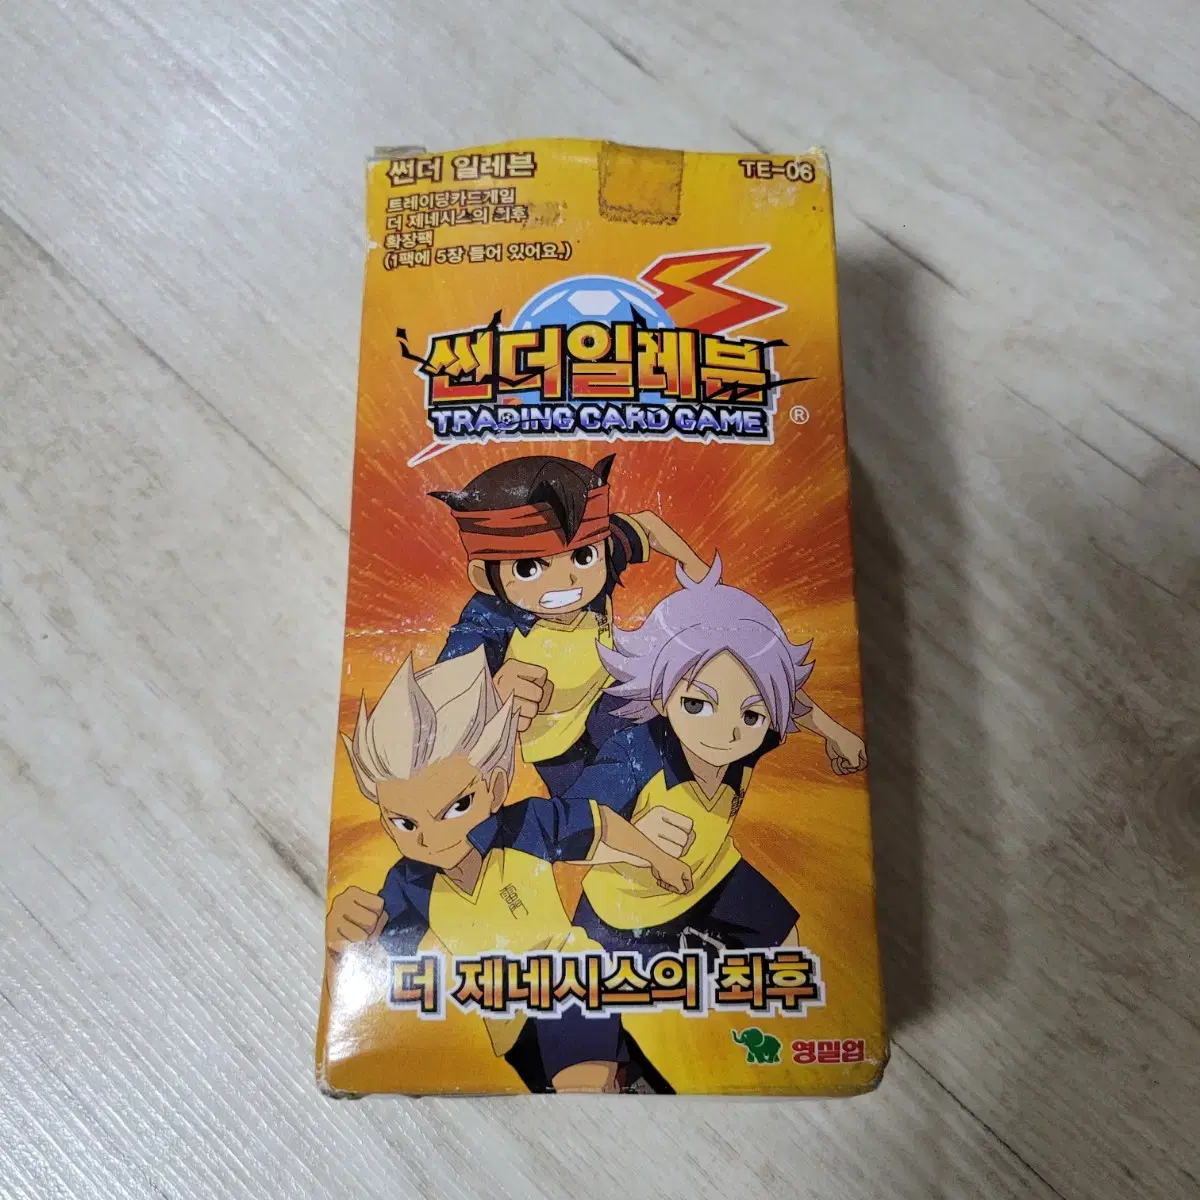 썬더 일레븐
TE-06
트레이딩카드게임
더 제네시스의 최후
확장팩
(1팩에 5장 들어 있어요.)
썬더일레븐
TRADING CARD GAME
®
더 제네시스의 최후
영실업